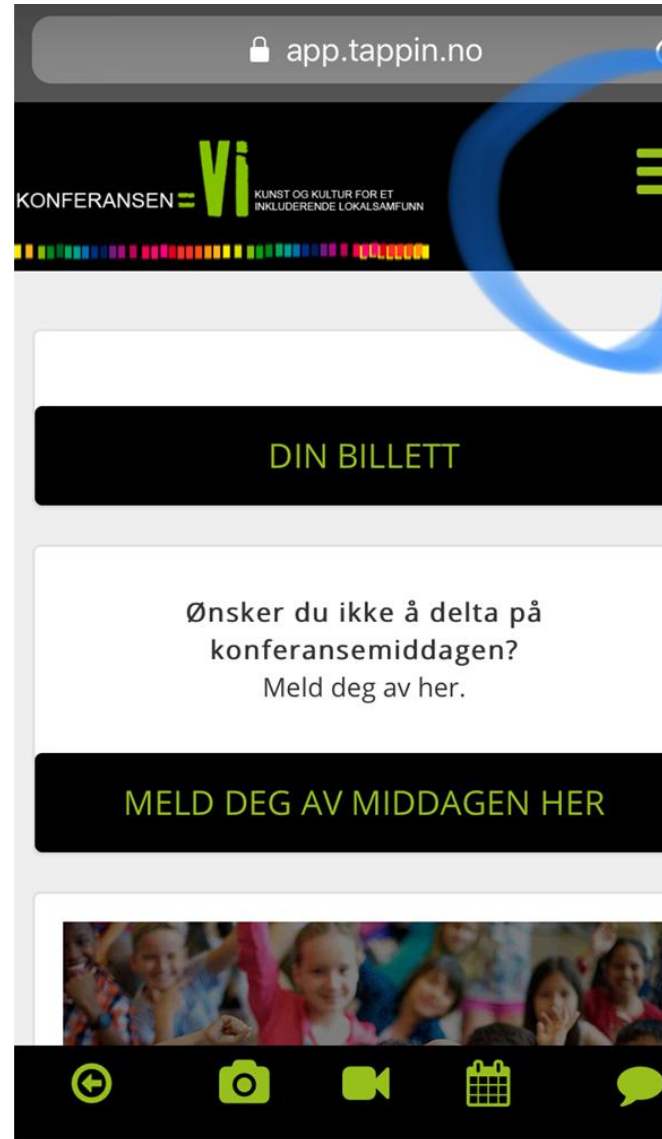 app.tappin.no
KONFERANSEN = Vi
KUNST OG KULTUR FOR ET
INKLUDERENDE LOKALSAMFUNN
DIN BILLETT
Ønsker du ikke å delta på
konferansemiddagen?
Meld deg av her.
MELD DEG AV MIDDAGEN HER